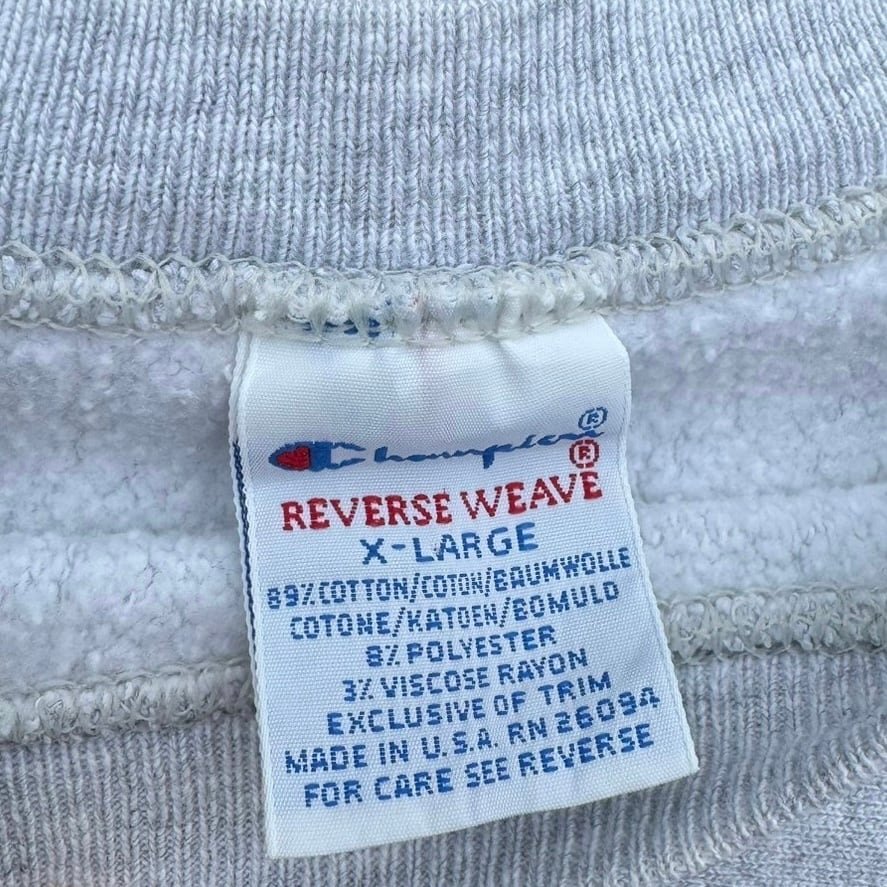 Champion®
REVERSE WEAVE®
X-LARGE
89% COTTON/COTON/BAUMWOLLE
COTONE/KATOEN/BOMULD
8% POLYESTER
3% VISCOSE RAYON
EXCLUSIVE OF TRIM
MADE IN U.S.A. RN 26094
FOR CARE SEE REVERSE